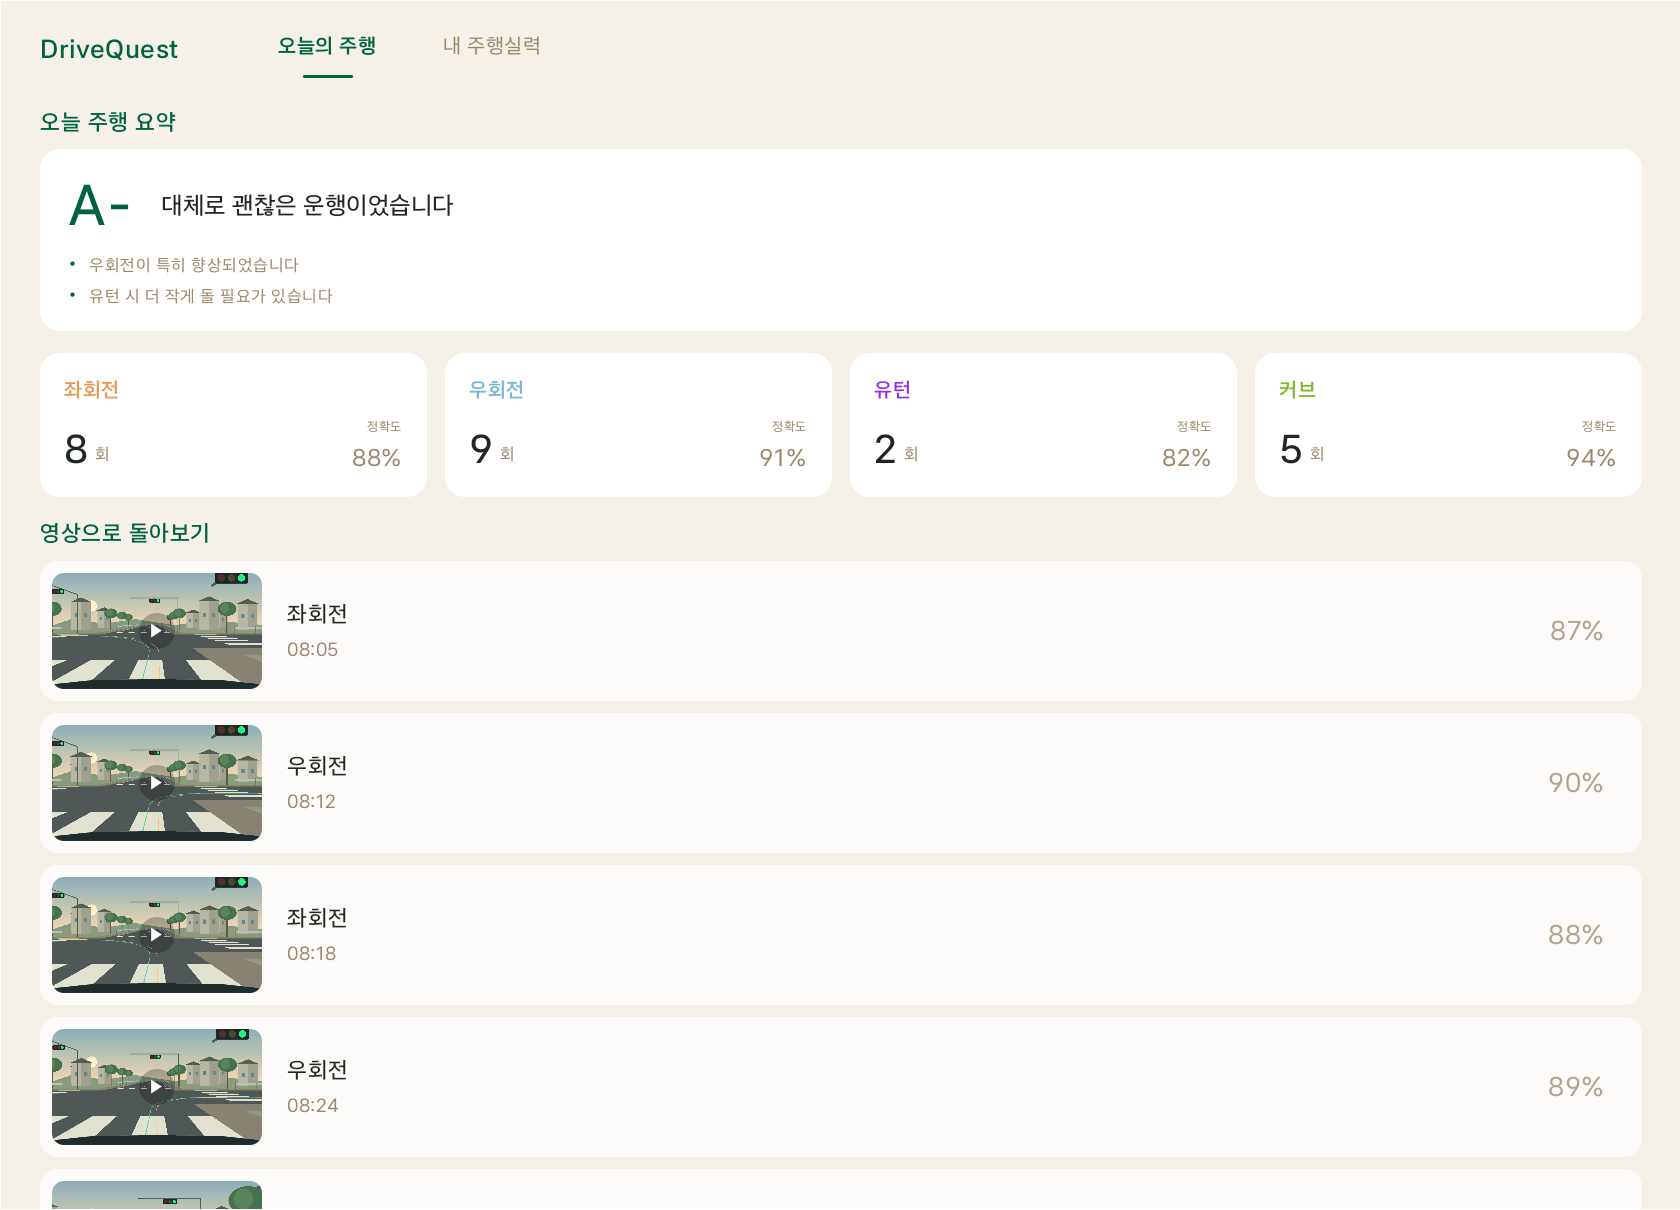 DriveQuest 오늘의 주행 내 주행실력
오늘 주행 요약
A- 대체로 괜찮은 운행이었습니다
• 우회전이 특히 향상되었습니다
• 유턴 시 더 작게 돌 필요가 있습니다
좌회전
8 회
정확도
88%
우회전
9 회
정확도
91%
유턴
2 회
정확도
82%
커브
5 회
정확도
94%
영상으로 돌아보기
좌회전
08:05
87%
우회전
08:12
90%
좌회전
08:18
88%
우회전
08:24
89%